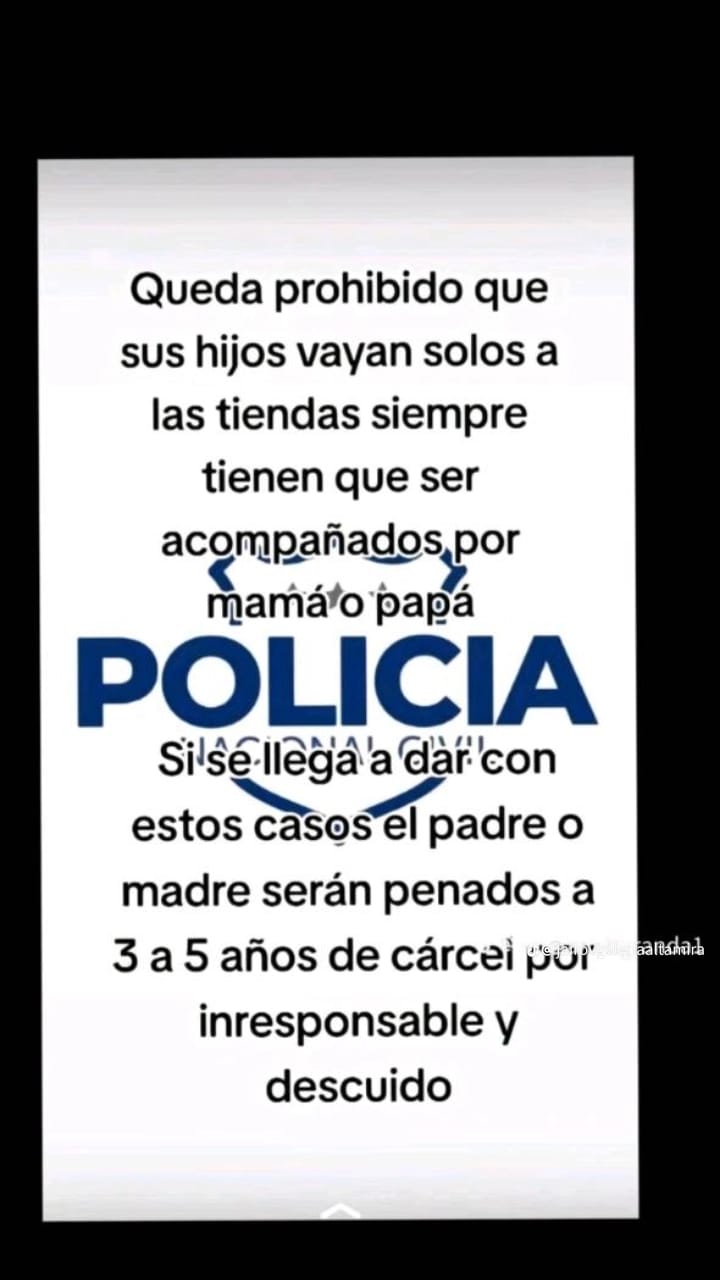 Queda prohibido que
sus hijos vayan solos a
las tiendas siempre
tienen que ser
acompañados por
mamá o papá
POLICIA
NACIONAL CIVIL
Si se llega a dar con
estos casos el padre o
madre serán penados a
3 a 5 años de cárcel por
inresponsable y
descuido